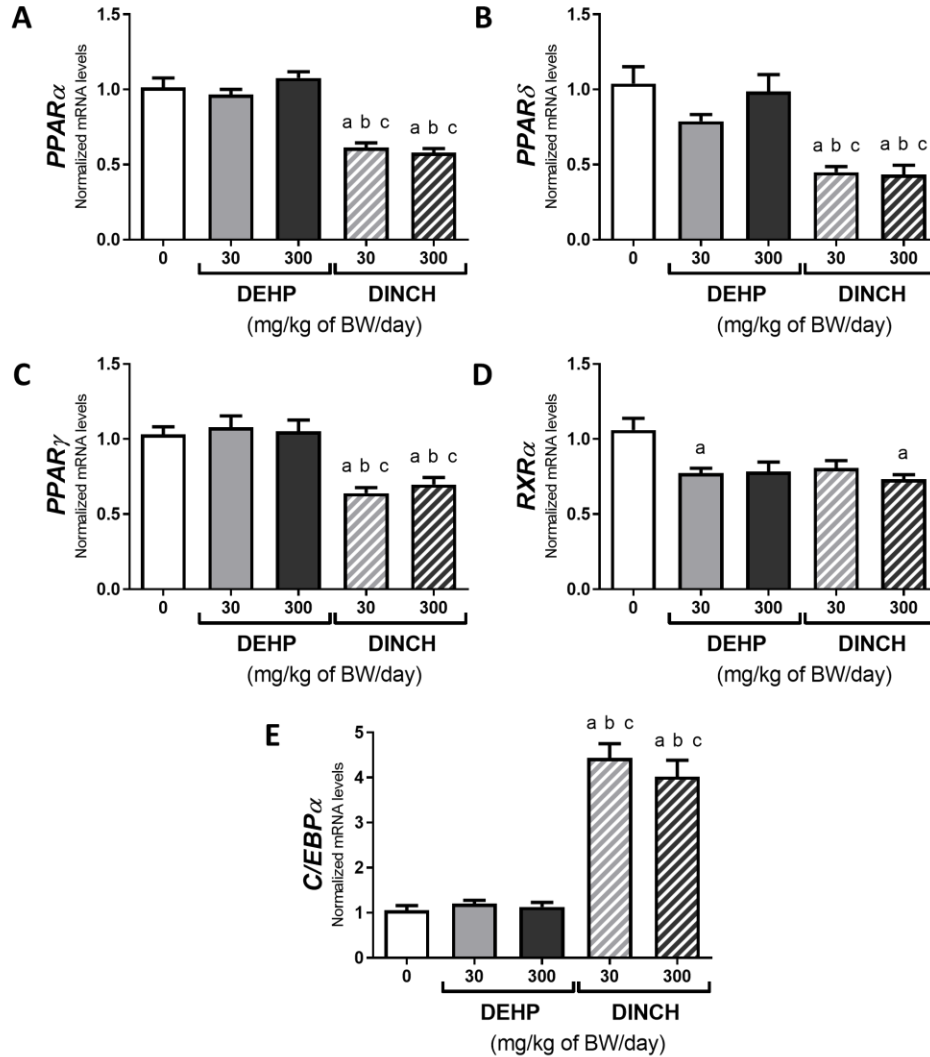 A
PPARα
Normalized mRNA levels
1.5
1.0
0.5
0.0
a b c
a b c
0
30
300
30
300
DEHP
DINCH
(mg/kg of BW/day)
B
PPARδ
Normalized mRNA levels
1.5
1.0
0.5
0.0
a b c
a b c
0
30
300
30
300
DEHP
DINCH
(mg/kg of BW/day)
C
PPARγ
Normalized mRNA levels
1.5
1.0
0.5
0.0
a b c
a b c
0
30
300
30
300
DEHP
DINCH
(mg/kg of BW/day)
D
RXRα
Normalized mRNA levels
1.5
1.0
0.5
0.0
a
a
0
30
300
30
300
DEHP
DINCH
(mg/kg of BW/day)
E
C/EBPα
Normalized mRNA levels
5
4
3
2
1
0
a b c
a b c
0
30
300
30
300
DEHP
DINCH
(mg/kg of BW/day)